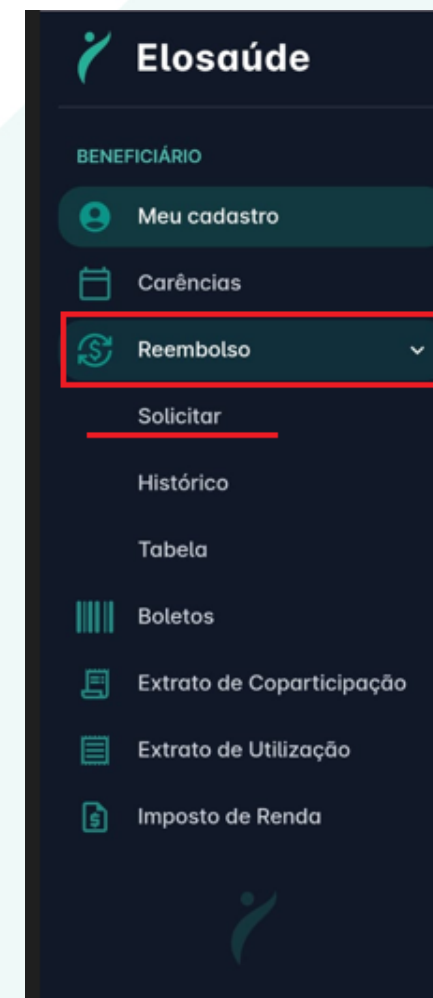 Elosaúde
BENEFICIÁRIO
Meu cadastro
Carências
Reembolso
Solicitar
Histórico
Tabela
Boletos
Extrato de Coparticipação
Extrato de Utilização
Imposto de Renda